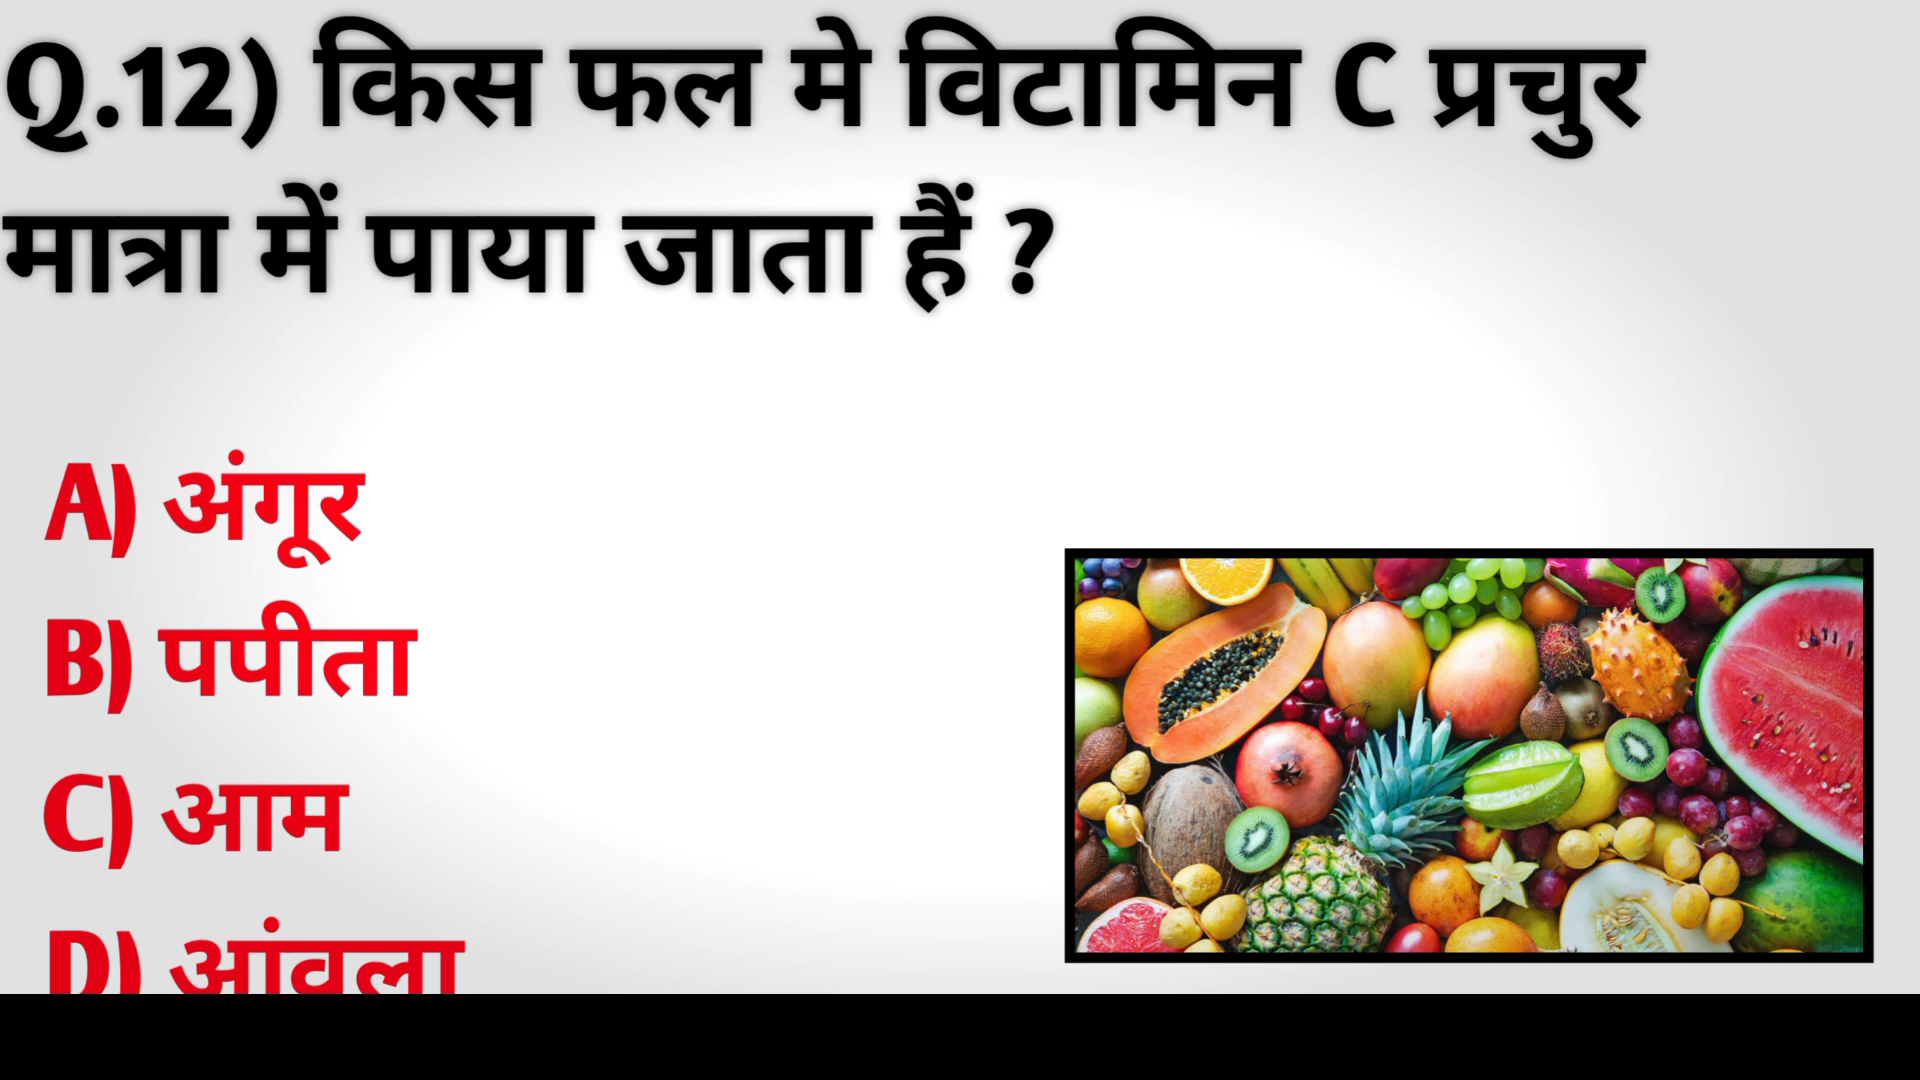 Q.12) किस फल मे विटामिन C प्रचुर
मात्रा में पाया जाता हैं ?
A) अंगूर
B) पपीता
C) आम
D) आंवला